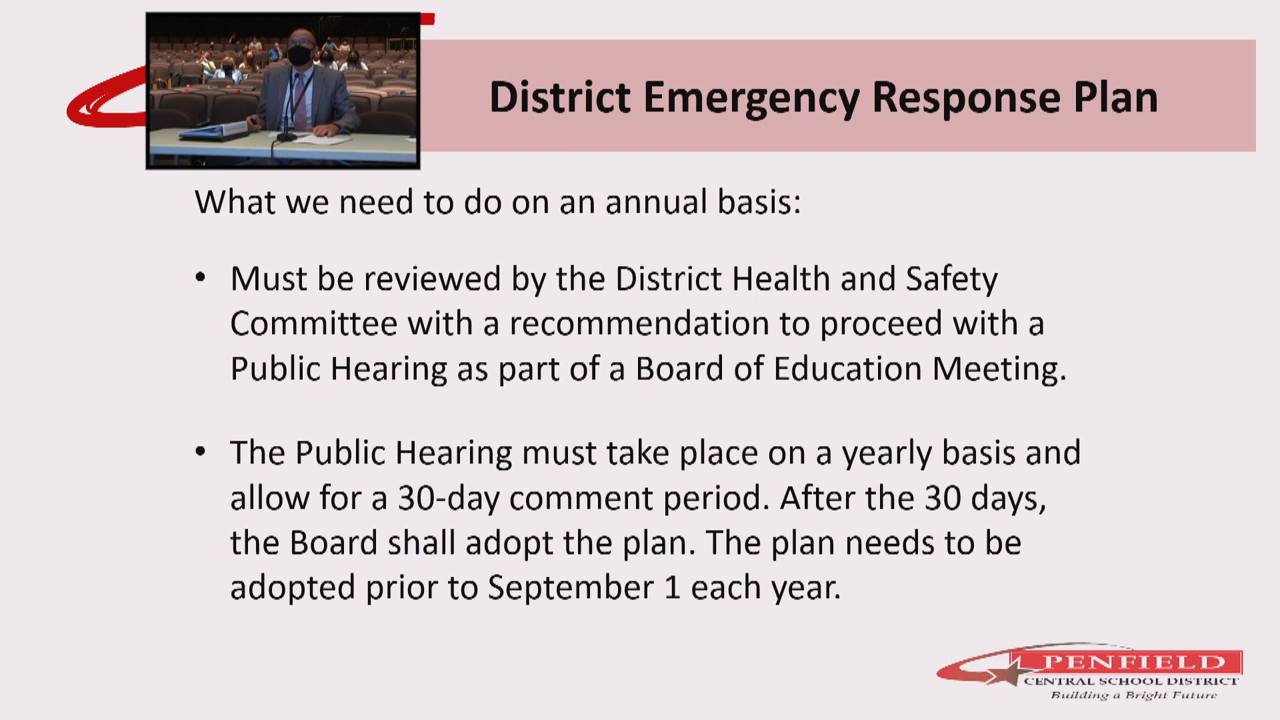 District Emergency Response Plan
What we need to do on an annual basis:
• Must be reviewed by the District Health and Safety
Committee with a recommendation to proceed with a
Public Hearing as part of a Board of Education Meeting.
• The Public Hearing must take place on a yearly basis and
allow for a 30-day comment period. After the 30 days,
the Board shall adopt the plan. The plan needs to be
adopted prior to September 1 each year.
PENFIELD
CENTRAL SCHOOL DISTRICT
Building a Bright Future